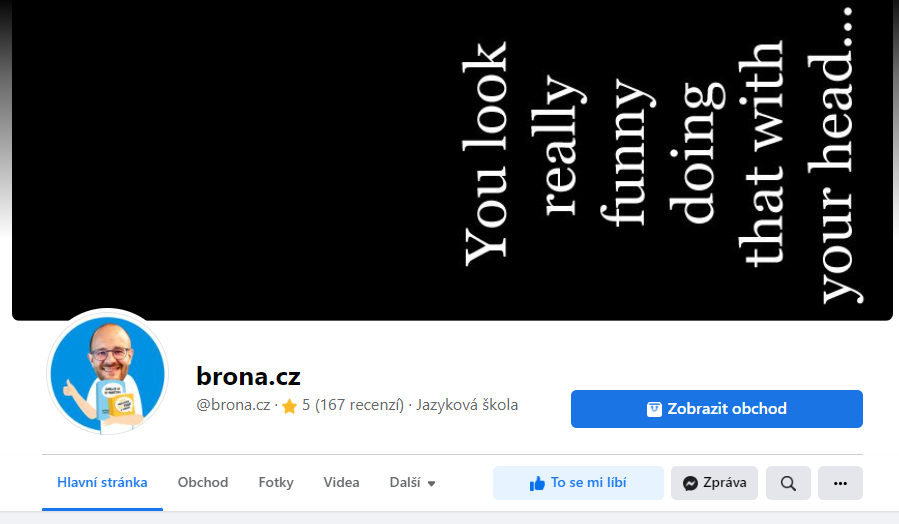 You look
really
funny
doing
that with
your head...
brona.cz
@brona.cz · 5 (167 recenzí) · Jazyková škola
Zobrazit obchod
Hlavní stránka Obchod Fotky Videa Další
To se mi líbí Zpráva